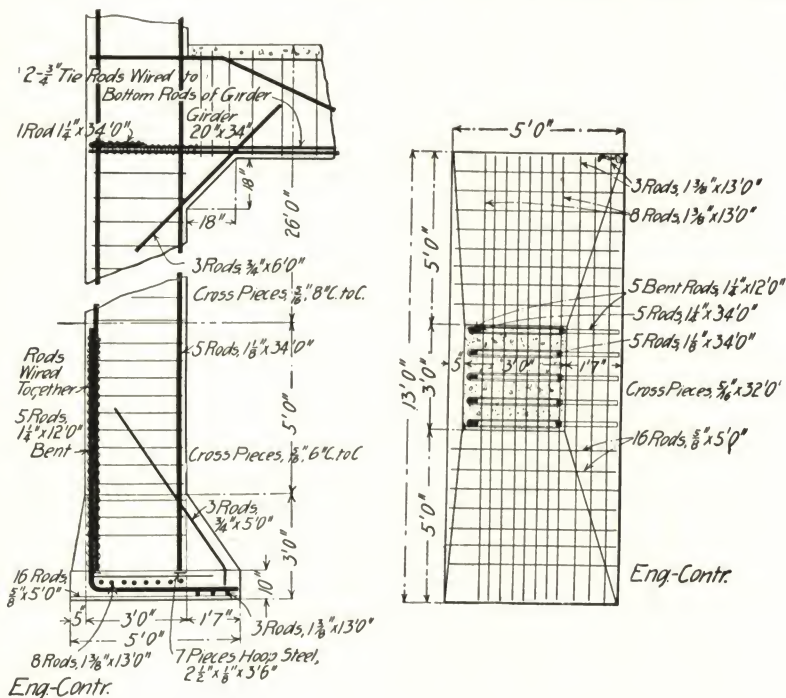 2-¾" Tie Rods Wired to
Bottom Rods of Girder
Girder
20"x34"
1 Rod 1¼"x34'0"
18"
18"
26'0"
3 Rods, ¾"x6'0"
Cross Pieces, 5/16", 8"C. to C.
Rods
Wired
Together
5 Rods, 1⅛"x34'0"
5'0"
5 Rods,
1¼"x12'0"
Bent
Cross Pieces, ⅝", 6"C. to C.
3 Rods,
¾"x5'0"
3'0"
16 Rods,
⅝"x5'0"
10"
5"
3'0"
1'7"
3 Rods, 1⅜"x13'0"
5'0"
8 Rods, 1⅜"x13'0"
7 Pieces Hoop Steel,
2½"x⅛"x3'6"
Eng-Contr.
5'0"
3 Rods, 1⅜"x13'0"
8 Rods, 1⅜"x13'0"
5'0"
5 Bent Rods, 1¼"x12'0"
5 Rods, 1¼"x34'0"
5 Rods, 1⅛"x34'0"
13'0"
3'0"
5"
3'0"
1'7"
Cross Pieces, 5/16"x32'0"
16 Rods, ⅝"x5'0"
5'0"
Eng-Contr.